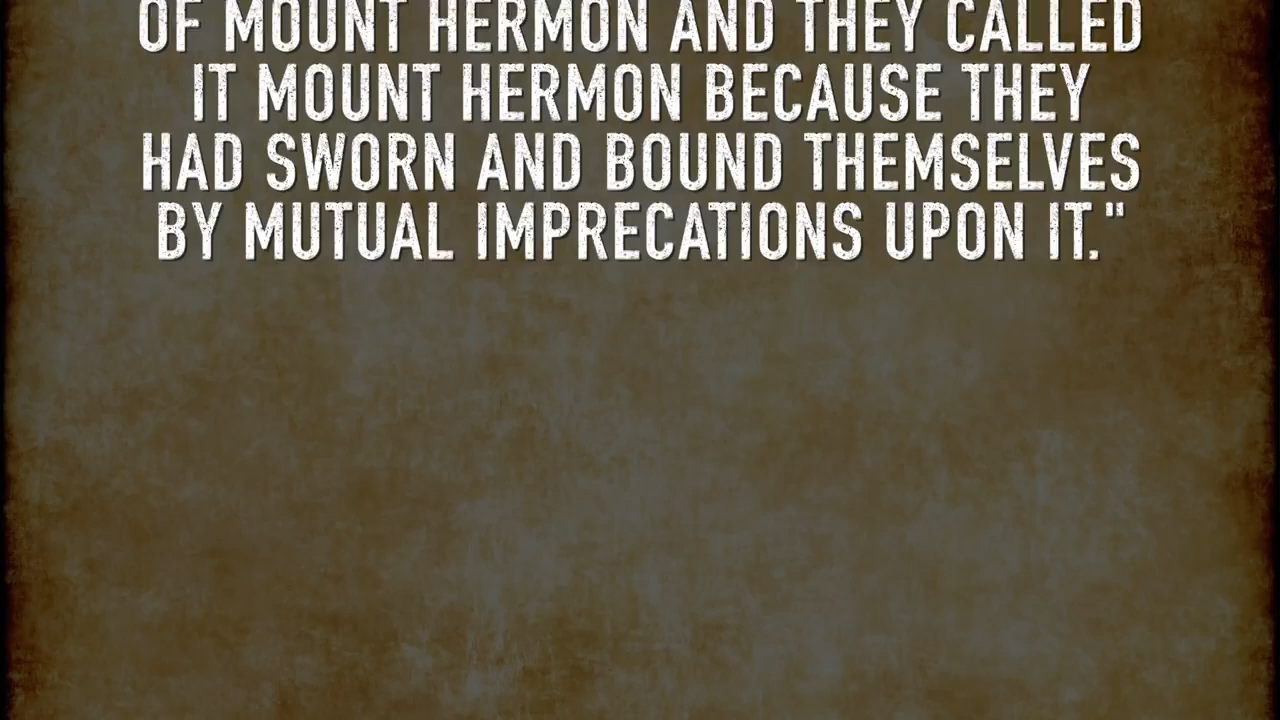 OF MOUNT HERMON AND THEY CALLED
IT MOUNT HERMON BECAUSE THEY
HAD SWORN AND BOUND THEMSELVES
BY MUTUAL IMPRECATIONS UPON IT."